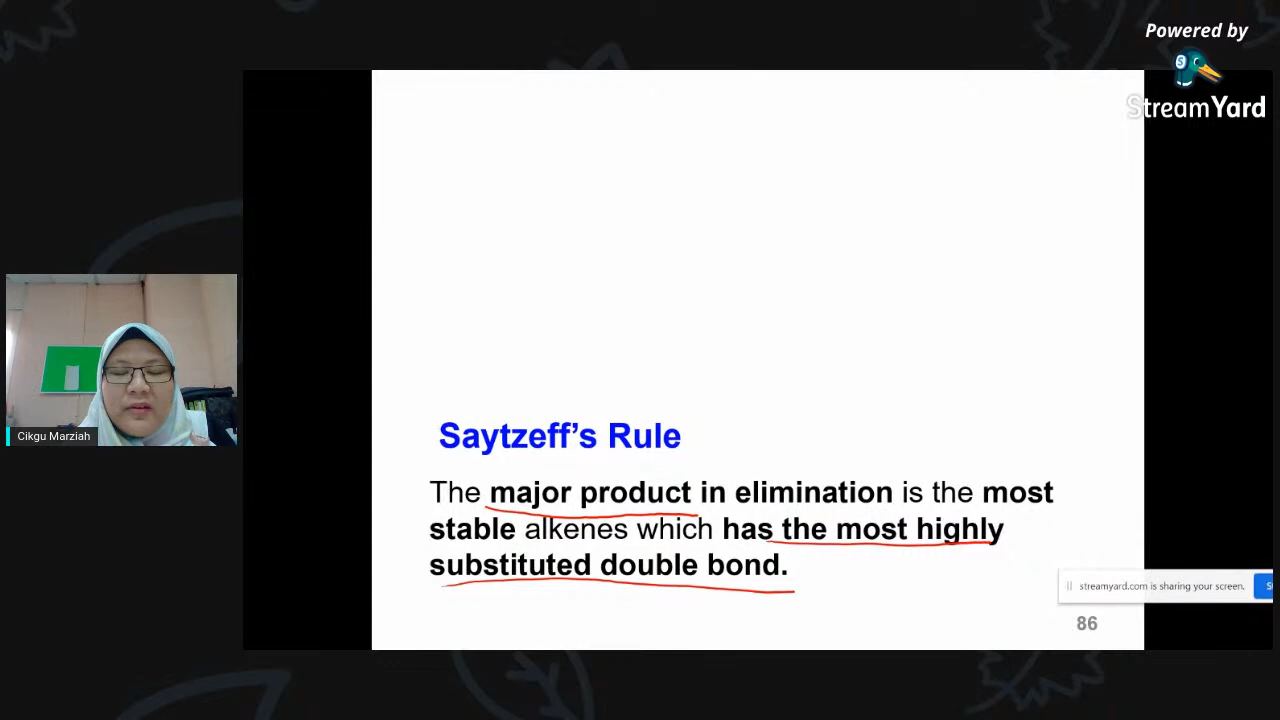 Powered by
StreamYard
Saytzeff’s Rule
The major product in elimination is the most
stable alkenes which has the most highly
substituted double bond.
streamyard.com is sharing your screen.
86
Cikgu Marziah